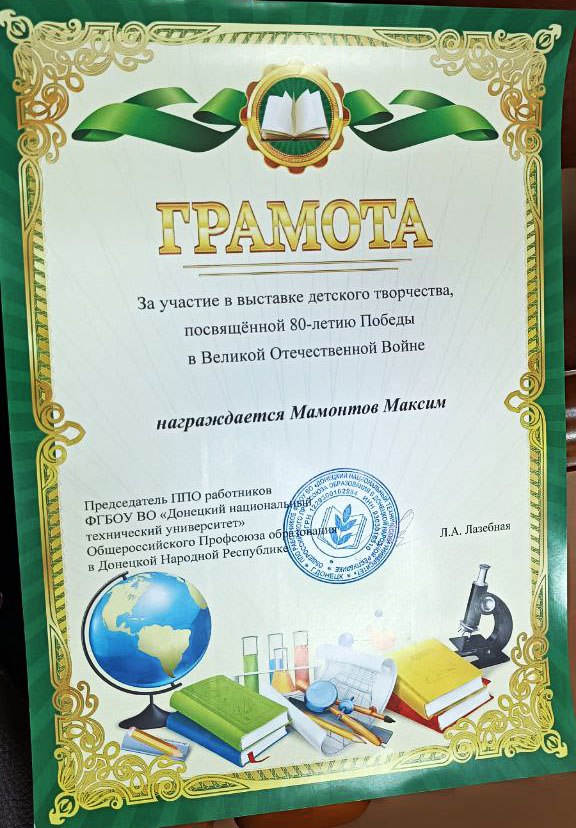 ГРАМОТА
За участие в выставке детского творчества,
посвящённой 80-летию Победы
в Великой Отечественной Войне
награждается Мамонтов Максим
Председатель ППО работников
ФГБОУ ВО «Донецкий национальный
технический университет»
Общероссийского Профсоюза образования
в Донецкой Народной Республике
Л.А. Лазебная
Г.ДОНЕЦК